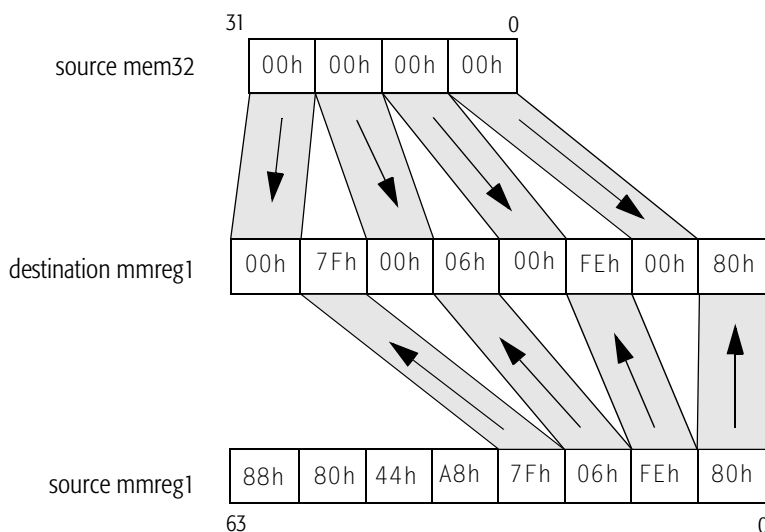 31 0
source mem32 00h 00h 00h 00h
destination mmreg1 00h 7Fh 00h 06h 00h FEh 00h 80h
source mmreg1 88h 80h 44h A8h 7Fh 06h FEh 80h
63 0